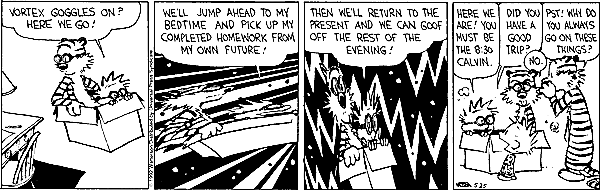 VORTEX GOGGLES ON?
HERE WE GO!
WE'LL JUMP AHEAD TO MY
BEDTIME AND PICK UP MY
COMPLETED HOMEWORK FROM
MY OWN FUTURE!
THEN WE'LL RETURN TO THE
PRESENT AND WE CAN GOOF
OFF THE REST OF THE
EVENING!
HERE WE
ARE! YOU
MUST BE
THE 8:30
CALVIN.
DID YOU
HAVE A
GOOD
TRIP?
NO.
PST! WHY DO
YOU ALWAYS
GO ON THESE
THINGS?
5·25